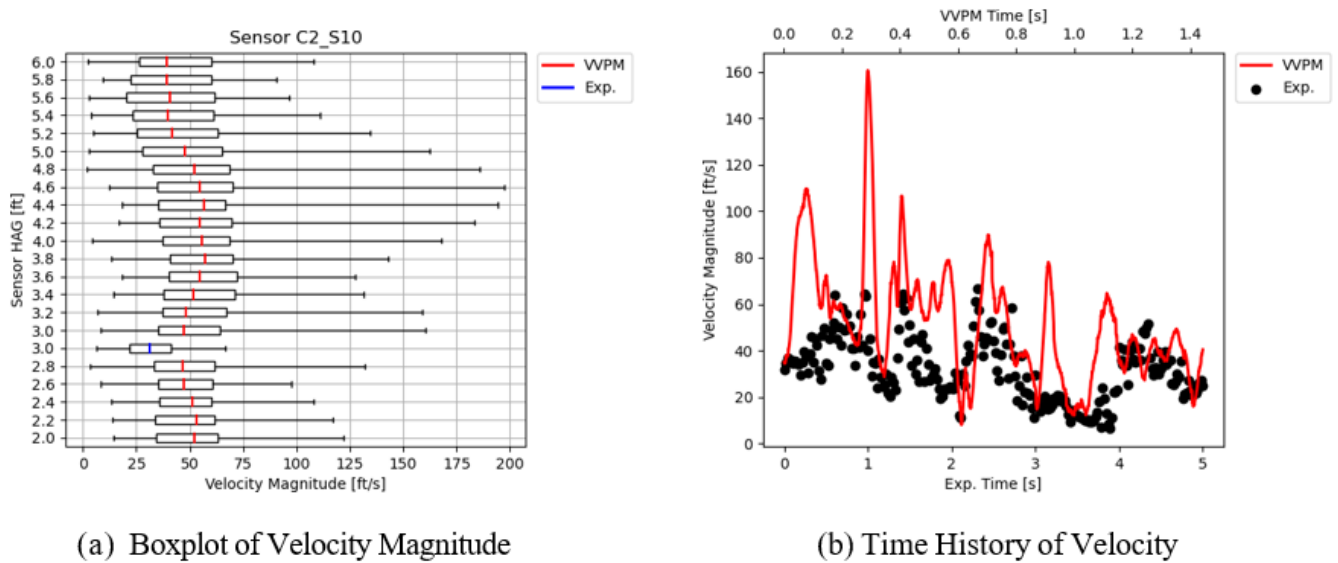 Sensor C2_S10
VVPM
Exp.
6.0
5.8
5.6
5.4
5.2
5.0
4.8
4.6
4.4
4.2
4.0
3.8
3.6
3.4
3.2
3.0
3.0
2.8
2.6
2.4
2.2
2.0
Sensor HAG [ft]
0 25 50 75 100 125 150 175 200
Velocity Magnitude [ft/s]
(a) Boxplot of Velocity Magnitude
VVPM Time [s]
0.0 0.2 0.4 0.6 0.8 1.0 1.2 1.4
VVPM
Exp.
160
140
120
100
80
60
40
20
0
Velocity Magnitude [ft/s]
0 1 2 3 4 5
Exp. Time [s]
(b) Time History of Velocity